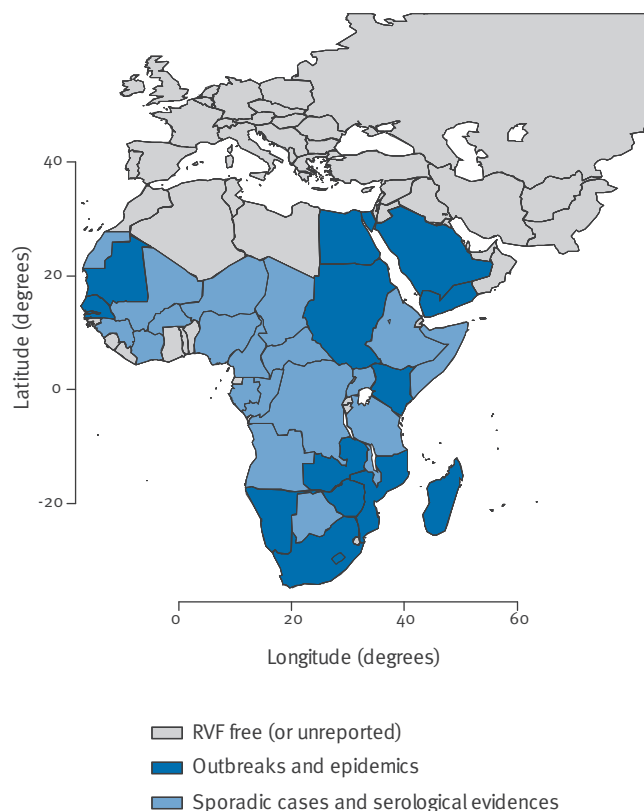 40
20
0
-20
Latitude (degrees)
0 20 40 60
Longitude (degrees)
RVF free (or unreported)
Outbreaks and epidemics
Sporadic cases and serological evidences